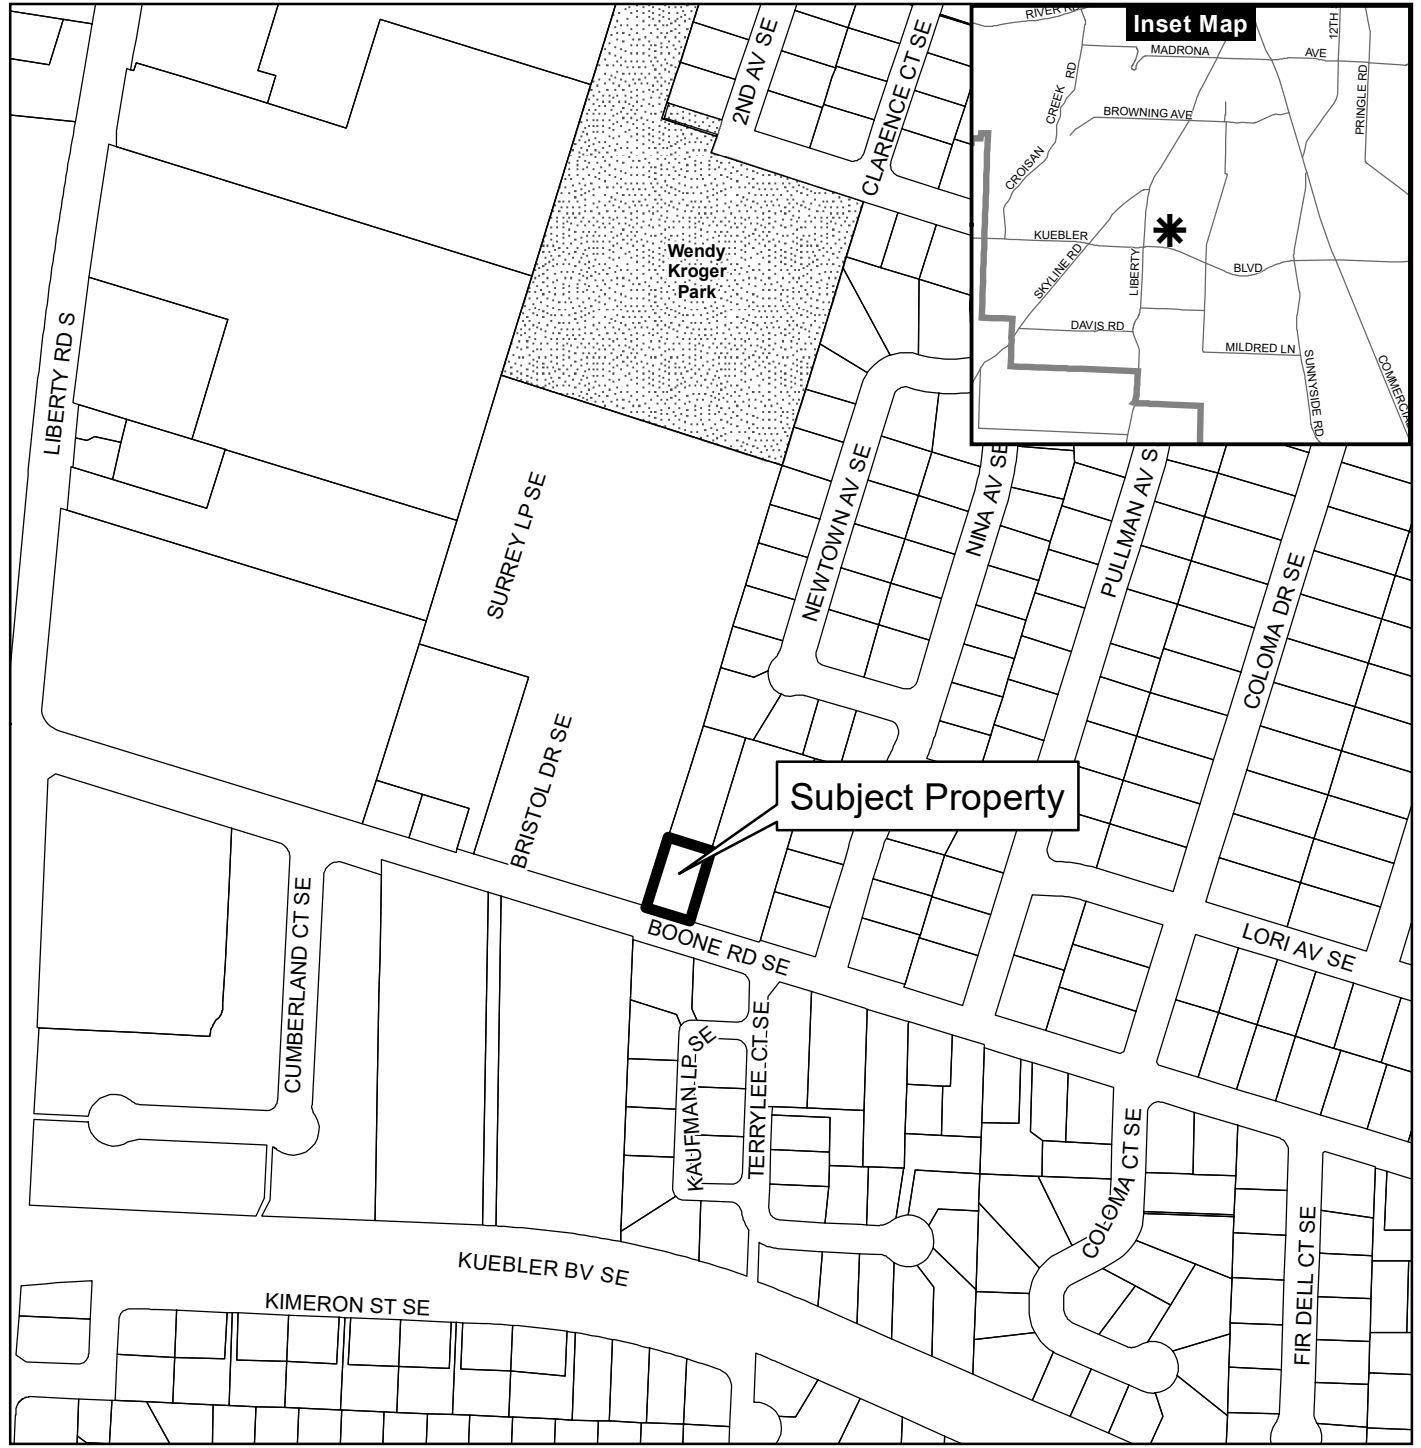 Inset Map
RIVER RD
MADRONA
AVE
12TH
PRINGLE RD
CREEK
RD
CROISAN
BROWNING AVE
KUEBLER
SKYLINE RD
LIBERTY
BLVD
DAVIS RD
MILDRED LN
SUNNYSIDE RD
COMMERCIAL
2ND AV SE
CLARENCE CT SE
Wendy
Kroger
Park
LIBERTY RD S
SURREY LP SE
NEWTOWN AV SE
NINA AV SE
PULLMAN AV S
COLOMA DR SE
BRISTOL DR SE
Subject Property
BOONE RD SE
LORI AV SE
CUMBERLAND CT SE
KAUFMAN LP SE
TERRYLEE CT SE
COLOMA CT SE
FIR DELL CT SE
KUEBLER BV SE
KIMERON ST SE